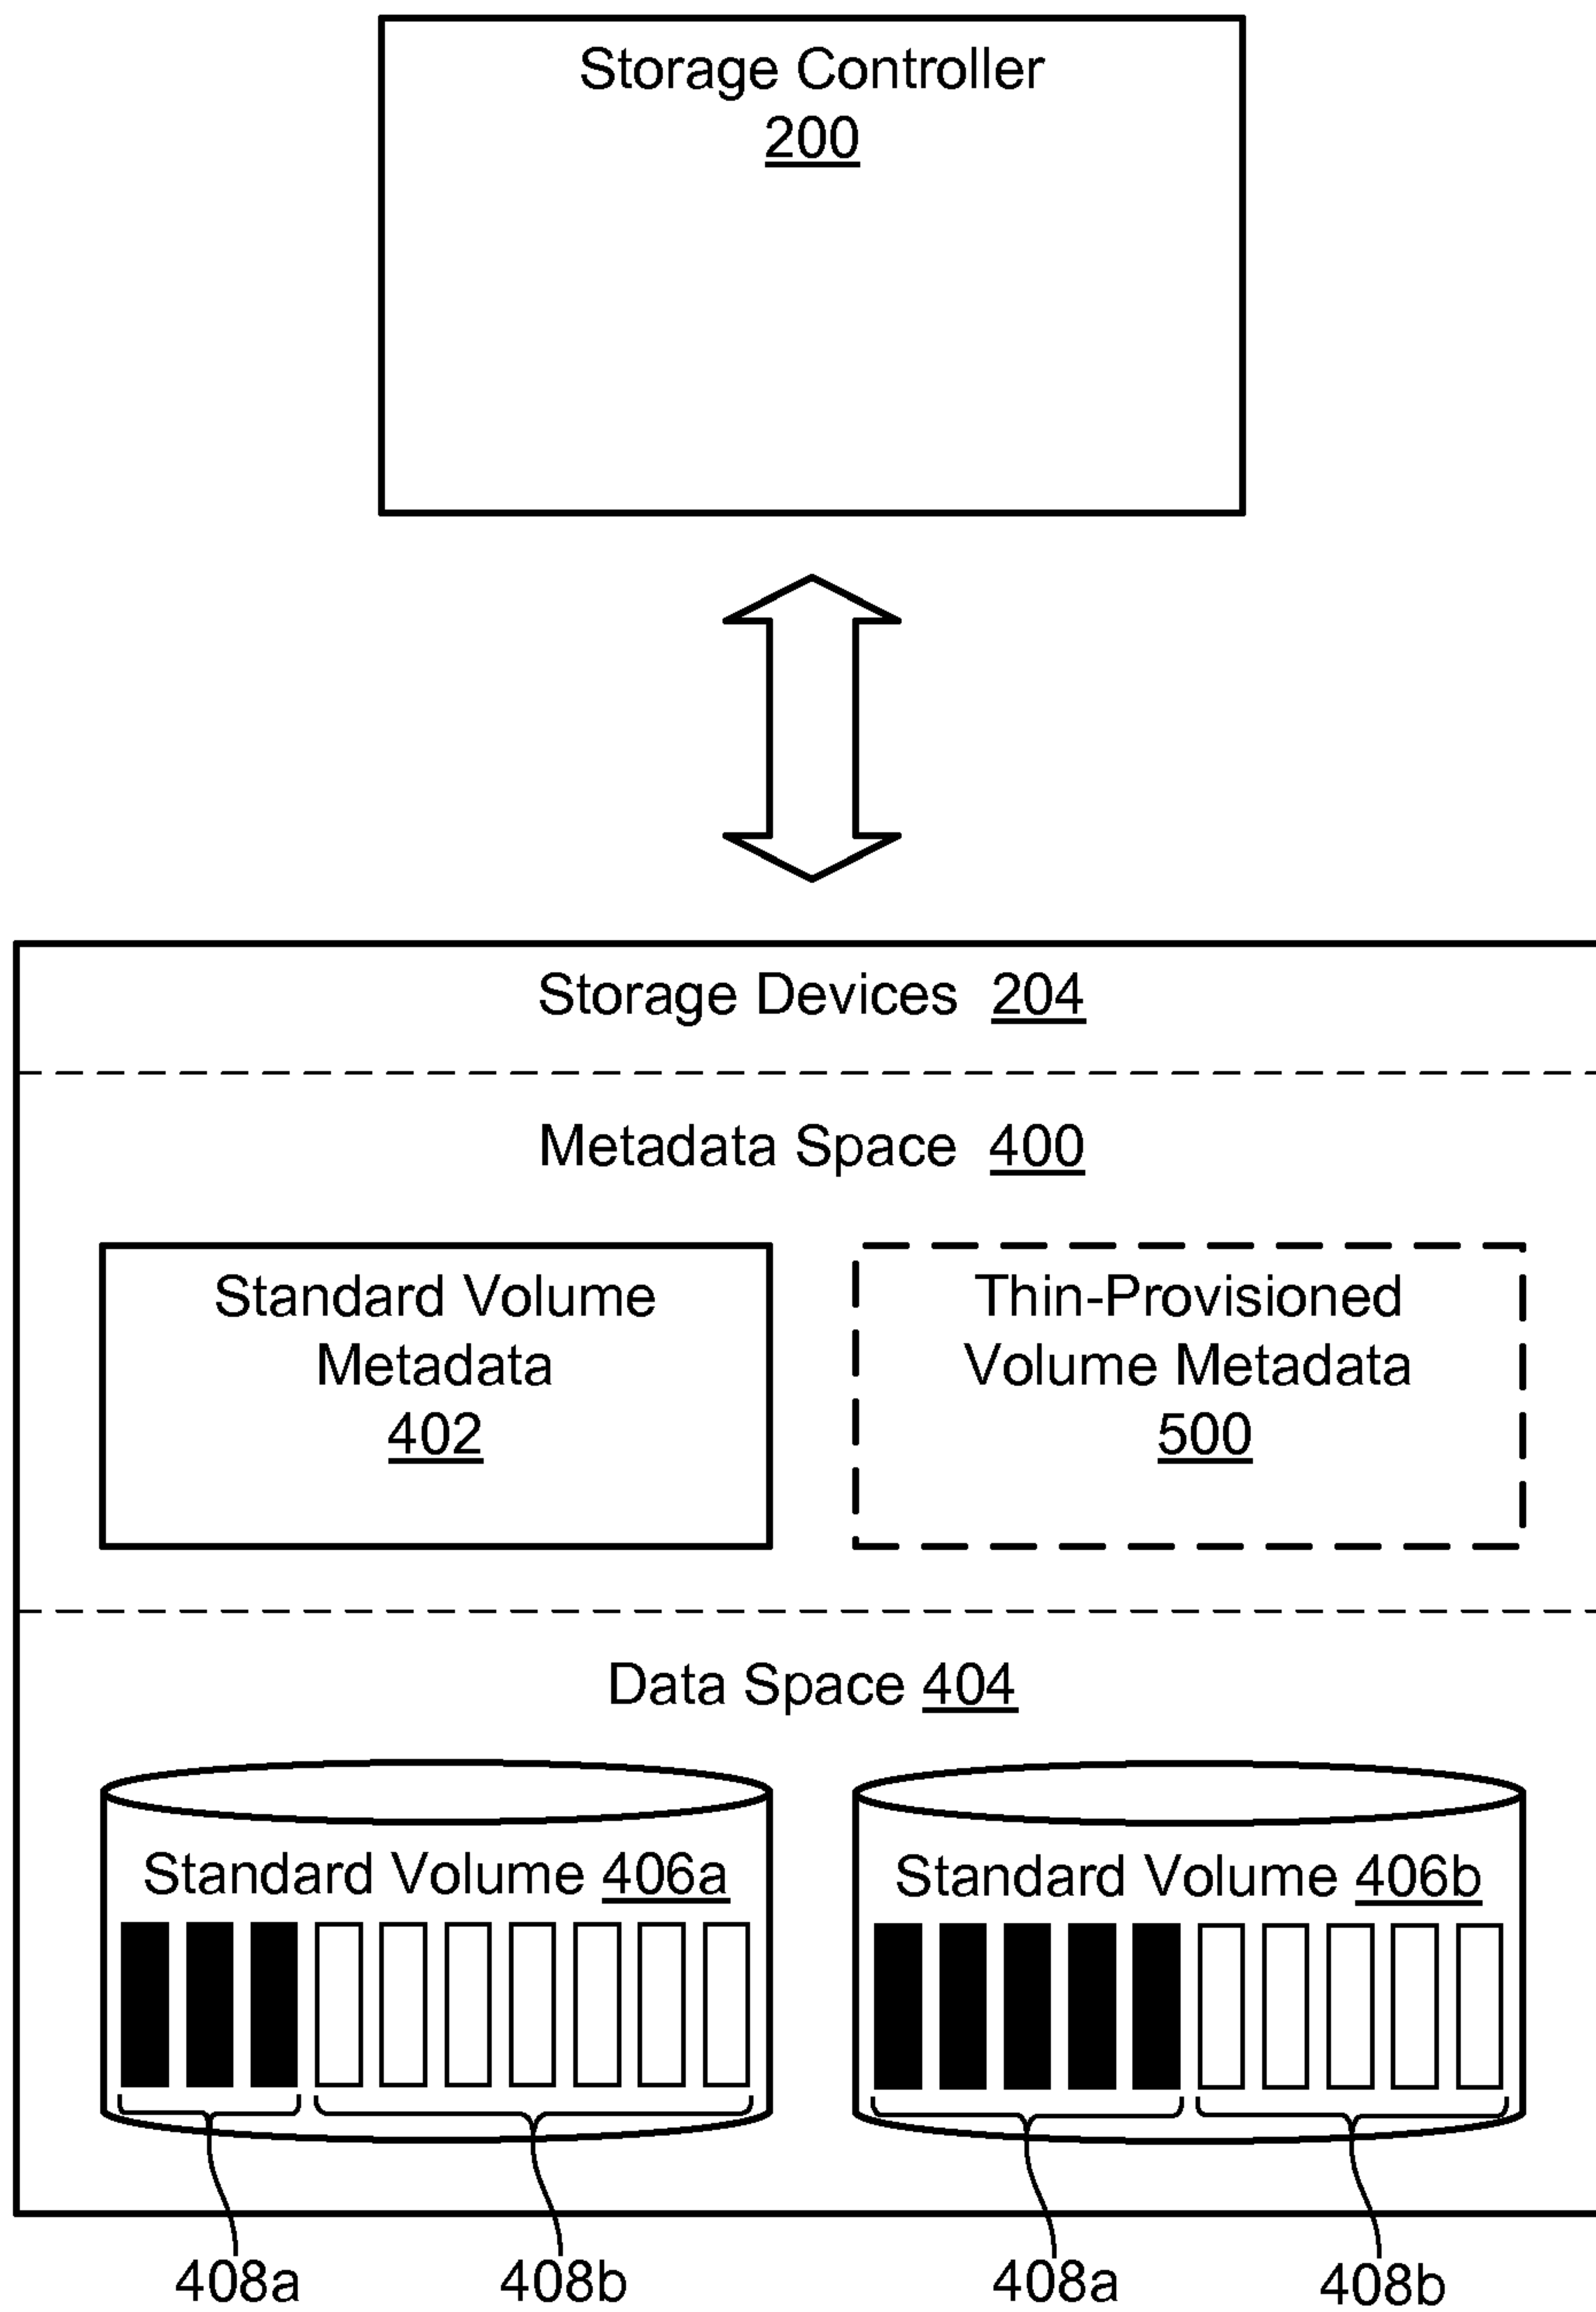 Storage Controller
200
Storage Devices 204
Metadata Space 400
Standard Volume
Metadata
402
Thin-Provisioned
Volume Metadata
500
Data Space 404
Standard Volume 406a
Standard Volume 406b
408a
408b
408a
408b